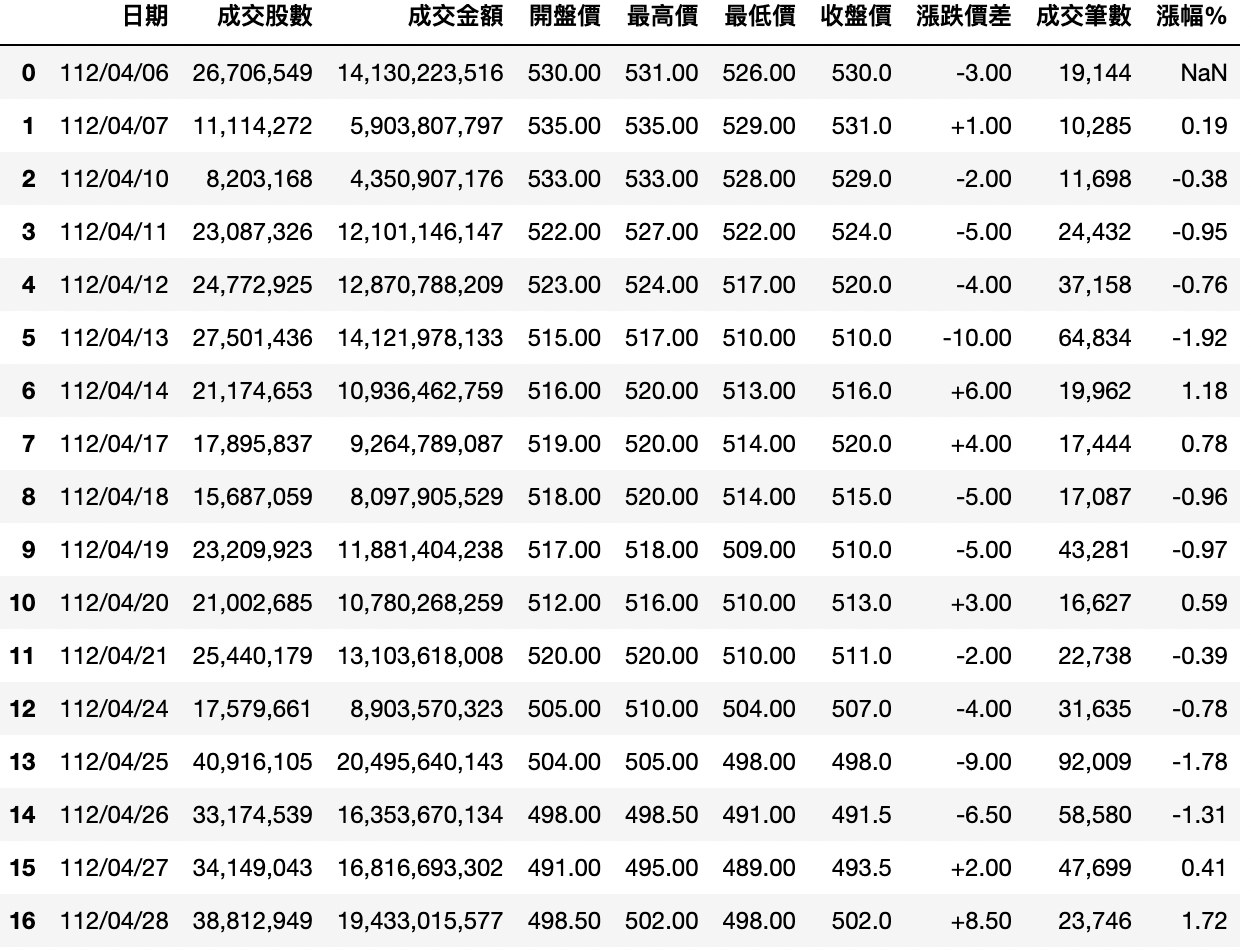 日期 成交股數 成交金額 開盤價 最高價 最低價 收盤價 漲跌價差 成交筆數 漲幅%
0 112/04/06 26,706,549 14,130,223,516 530.00 531.00 526.00 530.0 -3.00 19,144 NaN
1 112/04/07 11,114,272 5,903,807,797 535.00 535.00 529.00 531.0 +1.00 10,285 0.19
2 112/04/10 8,203,168 4,350,907,176 533.00 533.00 528.00 529.0 -2.00 11,698 -0.38
3 112/04/11 23,087,326 12,101,146,147 522.00 527.00 522.00 524.0 -5.00 24,432 -0.95
4 112/04/12 24,772,925 12,870,788,209 523.00 524.00 517.00 520.0 -4.00 37,158 -0.76
5 112/04/13 27,501,436 14,121,978,133 515.00 517.00 510.00 510.0 -10.00 64,834 -1.92
6 112/04/14 21,174,653 10,936,462,759 516.00 520.00 513.00 516.0 +6.00 19,962 1.18
7 112/04/17 17,895,837 9,264,789,087 519.00 520.00 514.00 520.0 +4.00 17,444 0.78
8 112/04/18 15,687,059 8,097,905,529 518.00 520.00 514.00 515.0 -5.00 17,087 -0.96
9 112/04/19 23,209,923 11,881,404,238 517.00 518.00 509.00 510.0 -5.00 43,281 -0.97
10 112/04/20 21,002,685 10,780,268,259 512.00 516.00 510.00 513.0 +3.00 16,627 0.59
11 112/04/21 25,440,179 13,103,618,008 520.00 520.00 510.00 511.0 -2.00 22,738 -0.39
12 112/04/24 17,579,661 8,903,570,323 505.00 510.00 504.00 507.0 -4.00 31,635 -0.78
13 112/04/25 40,916,105 20,495,640,143 504.00 505.00 498.00 498.0 -9.00 92,009 -1.78
14 112/04/26 33,174,539 16,353,670,134 498.00 498.50 491.00 491.5 -6.50 58,580 -1.31
15 112/04/27 34,149,043 16,816,693,302 491.00 495.00 489.00 493.5 +2.00 47,699 0.41
16 112/04/28 38,812,949 19,433,015,577 498.50 502.00 498.00 502.0 +8.50 23,746 1.72